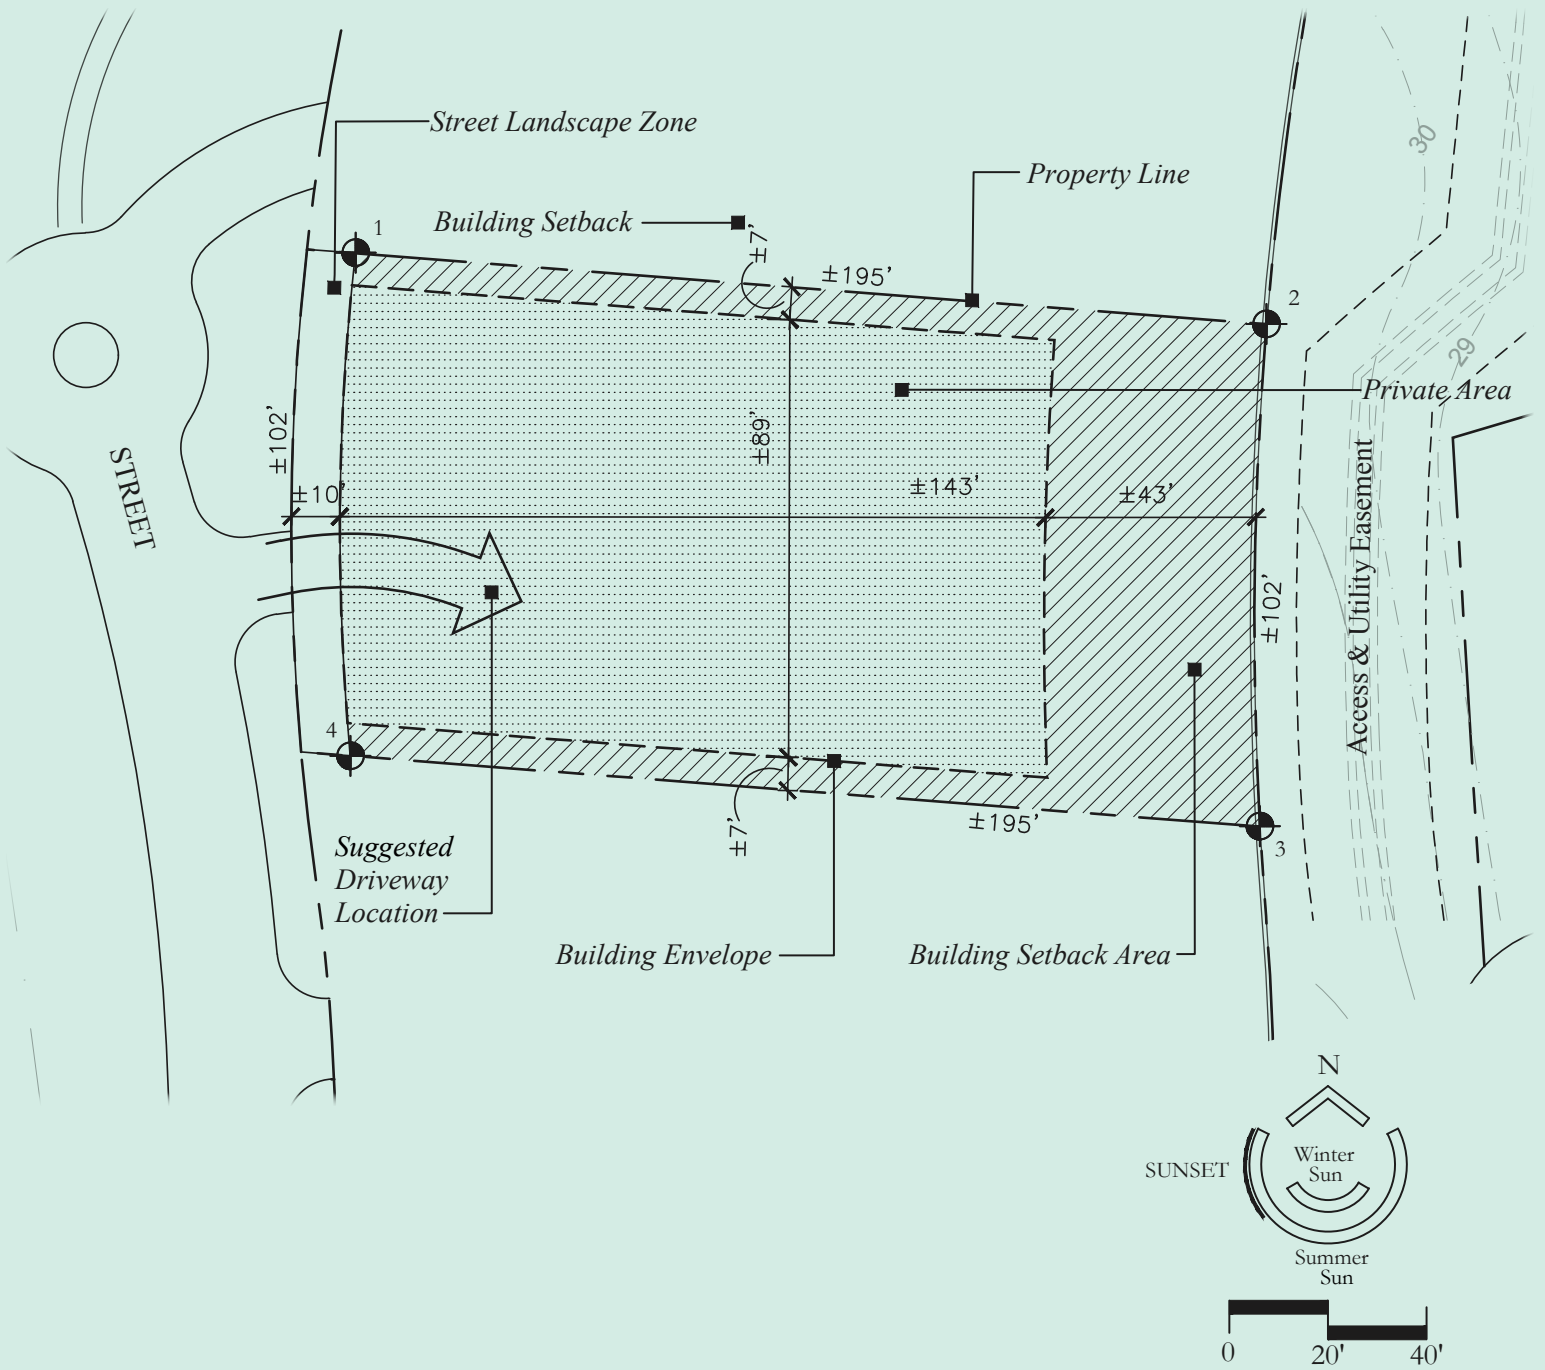 Street Landscape Zone
30
Property Line
Building Setback
1
±7'
±195'
2
29
Private Area
±102'
±89'
STREET
±10'
±143'
±43'
Access & Utility Easement
±102'
4
±195'
±7'
3
Suggested
Driveway
Location
Building Envelope
Building Setback Area
N
SUNSET
Winter
Sun
Summer
Sun
0 20' 40'